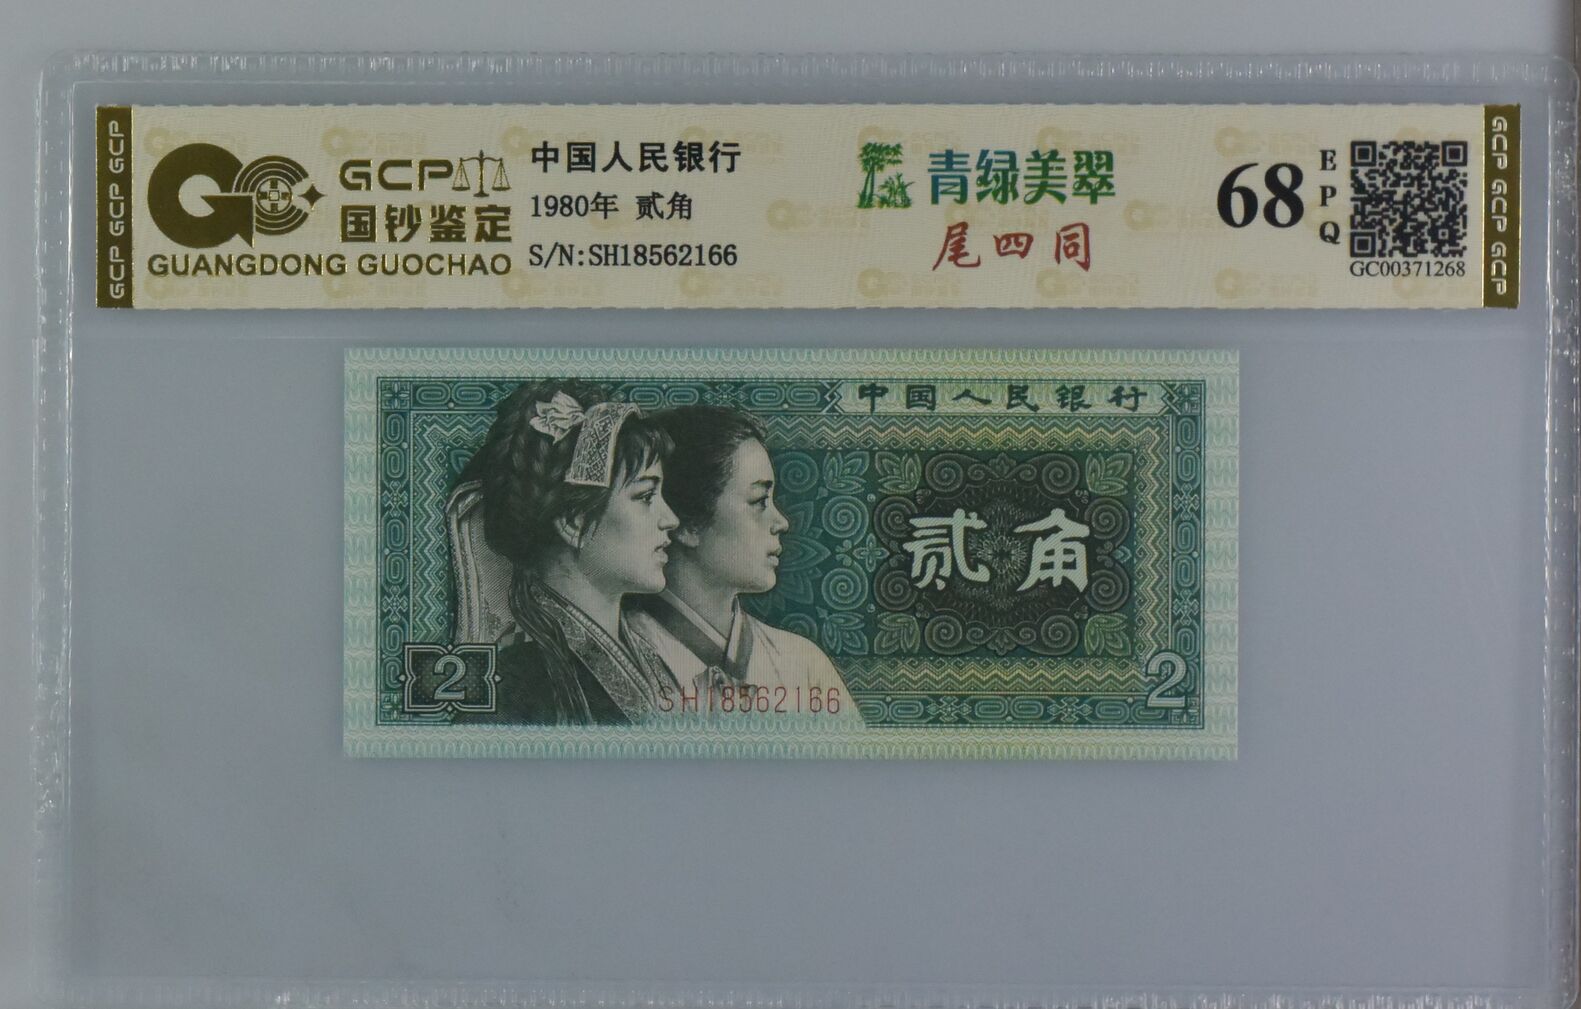 GCP GCP GCP
GCP
国钞鉴定
GUANGDONG GUOCHAO
中国人民银行
1980年 贰角
S/N:SH18562166
青绿美翠
尾四同
68
EPQ
GC00371268
GCP GCP GCP
中国人民银行
贰角
2
SH18562166
2